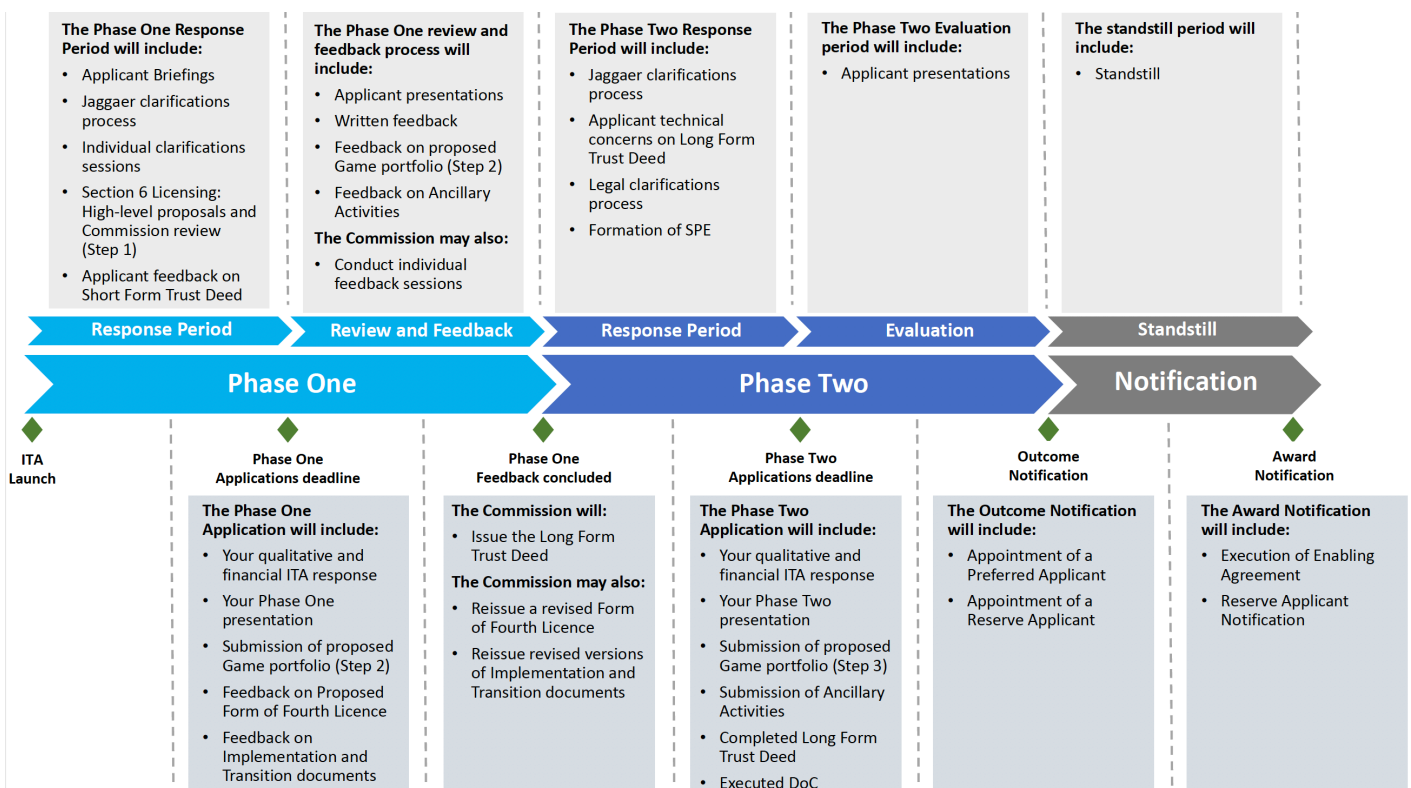 The Phase One Response
Period will include:
• Applicant Briefings
• Jaggaer clarifications
process
• Individual clarifications
sessions
• Section 6 Licensing:
High-level proposals and
Commission review
(Step 1)
• Applicant feedback on
Short Form Trust Deed
The Phase One review and
feedback process will
include:
• Applicant presentations
• Written feedback
• Feedback on proposed
Game portfolio (Step 2)
• Feedback on Ancillary
Activities
The Commission may also:
• Conduct individual
feedback sessions
The Phase Two Response
Period will include:
• Jaggaer clarifications
process
• Applicant technical
concerns on Long Form
Trust Deed
• Legal clarifications
process
• Formation of SPE
The Phase Two Evaluation
period will include:
• Applicant presentations
The standstill period will
include:
• Standstill
Response Period
Review and Feedback
Response Period
Evaluation
Standstill
Phase One
Phase Two
Notification
ITA
Launch
Phase One
Applications deadline
Phase One
Feedback concluded
Phase Two
Applications deadline
Outcome
Notification
Award
Notification
The Phase One
Application will include:
• Your qualitative and
financial ITA response
• Your Phase One
presentation
• Submission of proposed
Game portfolio (Step 2)
• Feedback on Proposed
Form of Fourth Licence
• Feedback on
Implementation and
Transition documents
The Commission will:
• Issue the Long Form
Trust Deed
The Commission may also:
• Reissue a revised Form
of Fourth Licence
• Reissue revised versions
of Implementation and
Transition documents
The Phase Two
Application will include:
• Your qualitative and
financial ITA response
• Your Phase Two
presentation
• Submission of proposed
Game portfolio (Step 3)
• Submission of Ancillary
Activities
• Completed Long Form
Trust Deed
• Executed DoC
The Outcome Notification
will include:
• Appointment of a
Preferred Applicant
• Appointment of a
Reserve Applicant
The Award Notification
will include:
• Execution of Enabling
Agreement
• Reserve Applicant
Notification